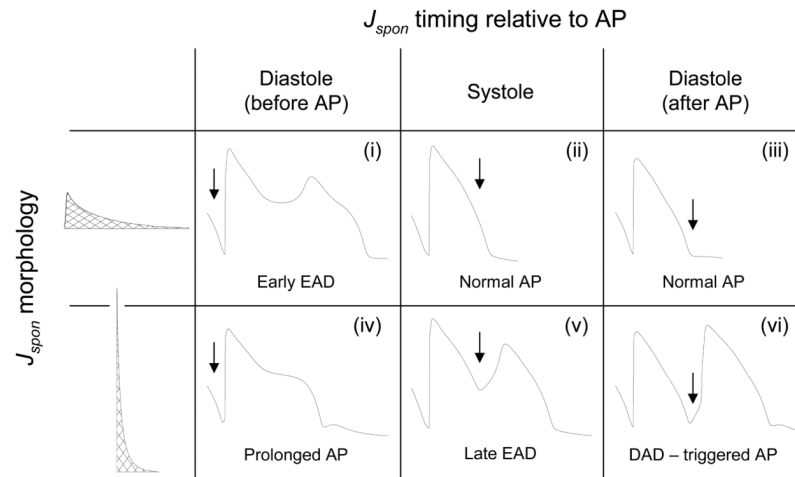 J_spon timing relative to AP
Diastole
(before AP)
Systole
Diastole
(after AP)
J_spon morphology
(i)
Early EAD
(ii)
Normal AP
(iii)
Normal AP
(iv)
Prolonged AP
(v)
Late EAD
(vi)
DAD – triggered AP